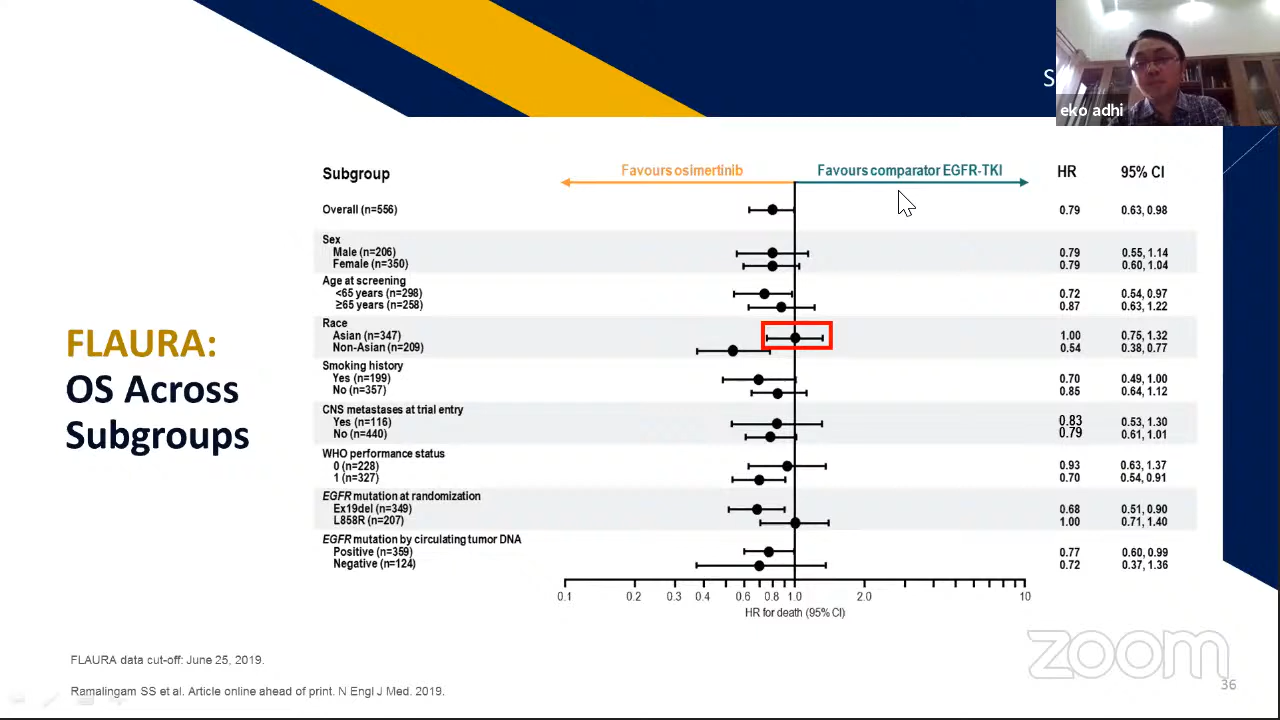 S
eko adhi
Subgroup Favours osimertinib Favours comparator EGFR-TKI HR 95% CI
Overall (n=556) 0.79 0.63, 0.98
Sex
Male (n=206) 0.79 0.55, 1.14
Female (n=350) 0.79 0.60, 1.04
Age at screening
<65 years (n=298) 0.72 0.54, 0.97
≥65 years (n=258) 0.87 0.63, 1.22
Race
Asian (n=347) 1.00 0.75, 1.32
Non-Asian (n=209) 0.54 0.38, 0.77
Smoking history
Yes (n=199) 0.70 0.49, 1.00
No (n=357) 0.85 0.64, 1.12
CNS metastases at trial entry
Yes (n=116) 0.83 0.53, 1.30
No (n=440) 0.79 0.61, 1.01
WHO performance status
0 (n=228) 0.93 0.63, 1.37
1 (n=327) 0.70 0.54, 0.91
EGFR mutation at randomization
Ex19del (n=349) 0.68 0.51, 0.90
L858R (n=207) 1.00 0.71, 1.40
EGFR mutation by circulating tumor DNA
Positive (n=359) 0.77 0.60, 0.99
Negative (n=124) 0.72 0.37, 1.36
0.1 0.2 0.3 0.4 0.6 0.8 1.0 2.0 10
HR for death (95% CI)
FLAURA:
OS Across
Subgroups
FLAURA data cut-off: June 25, 2019.
Ramalingam SS et al. Article online ahead of print. N Engl J Med. 2019.
zoom
36